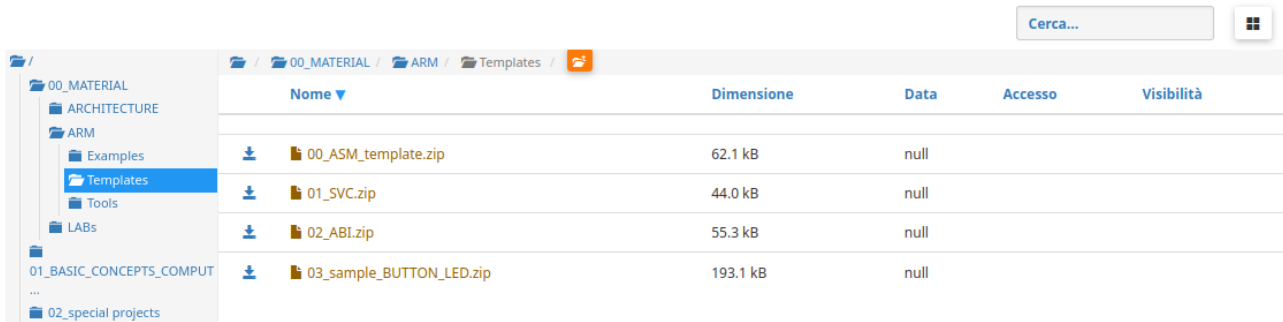 Cerca...
/
/ 00_MATERIAL / ARM / Templates /
00_MATERIAL
ARCHITECTURE
ARM
Examples
Templates
Tools
LABs
01_BASIC_CONCEPTS_COMPUT
...
02_special projects
Nome ▼ Dimensione Data Accesso Visibilità
00_ASM_template.zip 62.1 kB null
01_SVC.zip 44.0 kB null
02_ABI.zip 55.3 kB null
03_sample_BUTTON_LED.zip 193.1 kB null